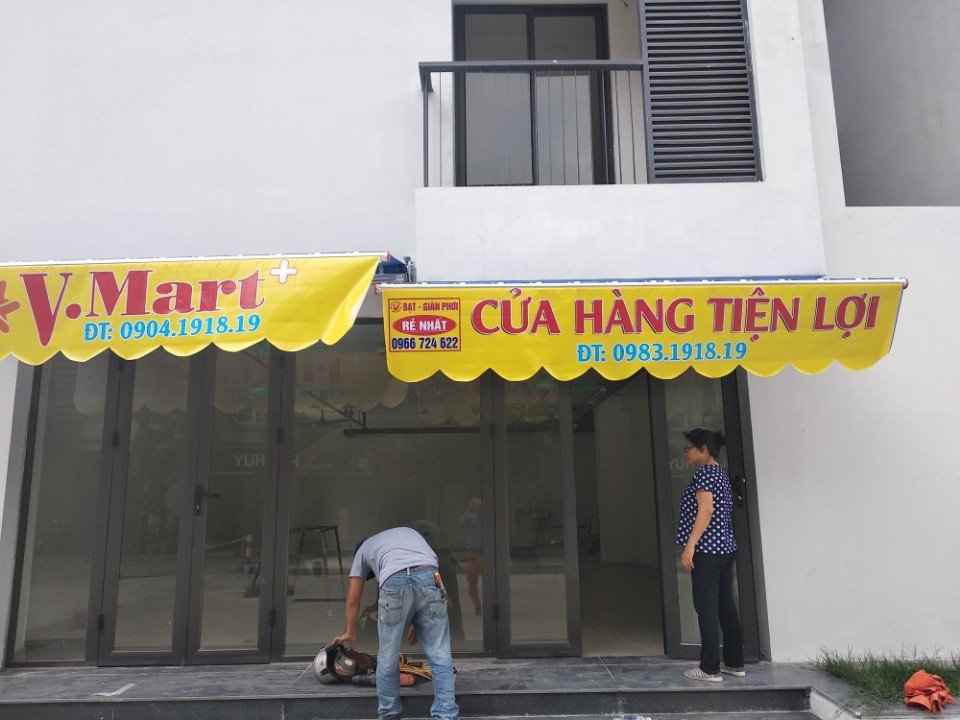 V.Mart+
ĐT: 0904.1918.19
BẠT - GIÀN PHƠI
RẺ NHẤT
0966 724 622
CỬA HÀNG TIỆN LỢI
ĐT: 0983.1918.19